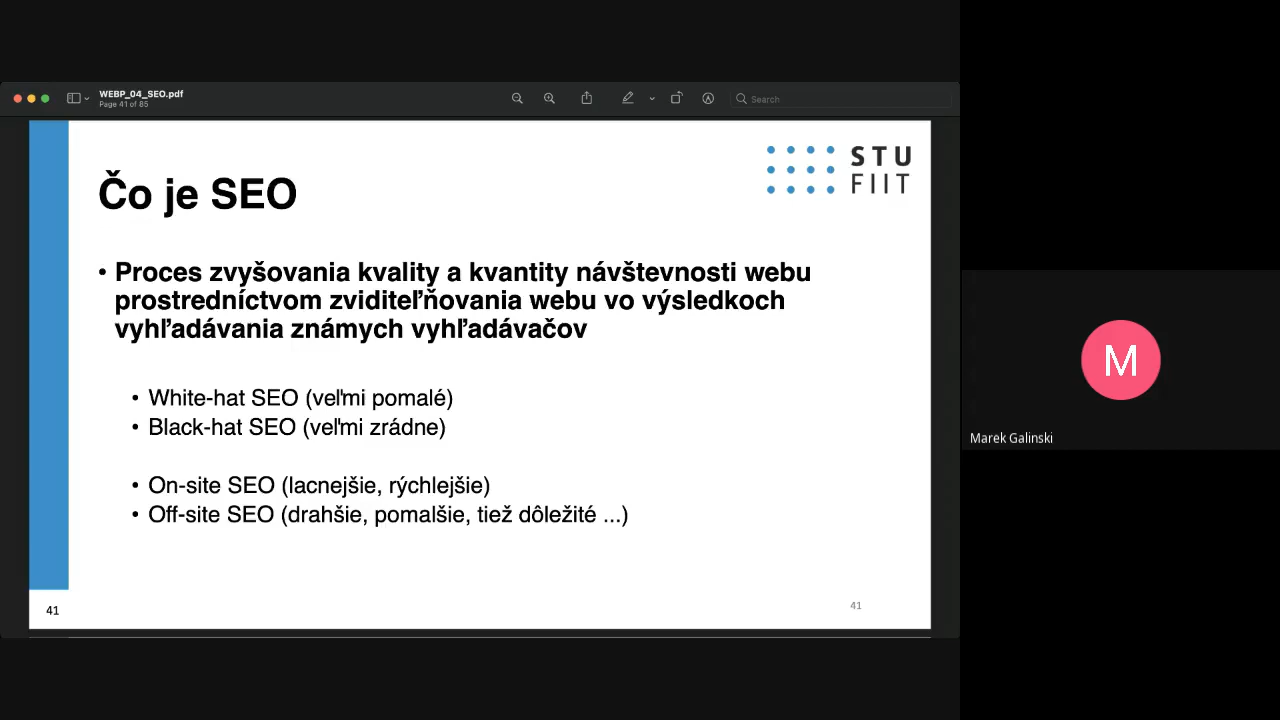 WEBP_04_SEO.pdf
Page 41 of 85
Search
STU
FIIT
Čo je SEO
• Proces zvyšovania kvality a kvantity návštevnosti webu
prostredníctvom zviditeľňovania webu vo výsledkoch
vyhľadávania známych vyhľadávačov
• White-hat SEO (veľmi pomalé)
• Black-hat SEO (veľmi zrádne)
• On-site SEO (lacnejšie, rýchlejšie)
• Off-site SEO (drahšie, pomalšie, tiež dôležité ...)
41
41
M
Marek Galinski